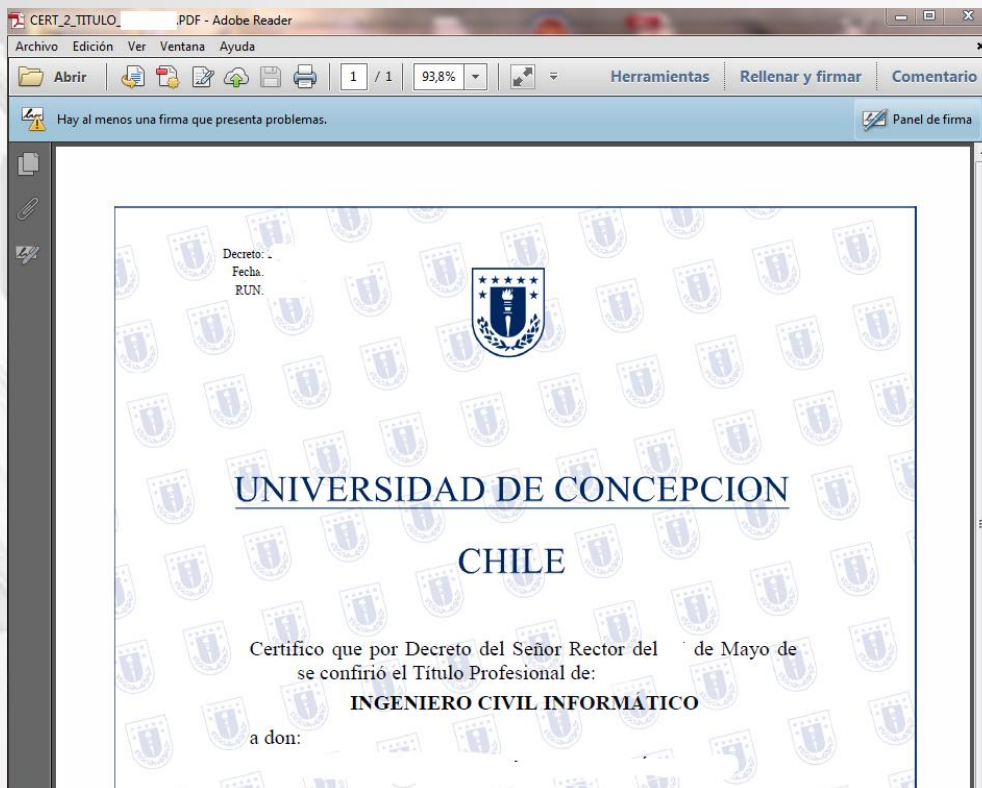 CERT_2_TITULO_ .PDF - Adobe Reader
Archivo Edición Ver Ventana Ayuda
Abrir 1 / 1 93,8% Herramientas Rellenar y firmar Comentario
Hay al menos una firma que presenta problemas. Panel de firma
Decreto:
Fecha.
RUN.
UNIVERSIDAD DE CONCEPCION
CHILE
Certifico que por Decreto del Señor Rector del de Mayo de
se confirió el Título Profesional de:
INGENIERO CIVIL INFORMÁTICO
a don: